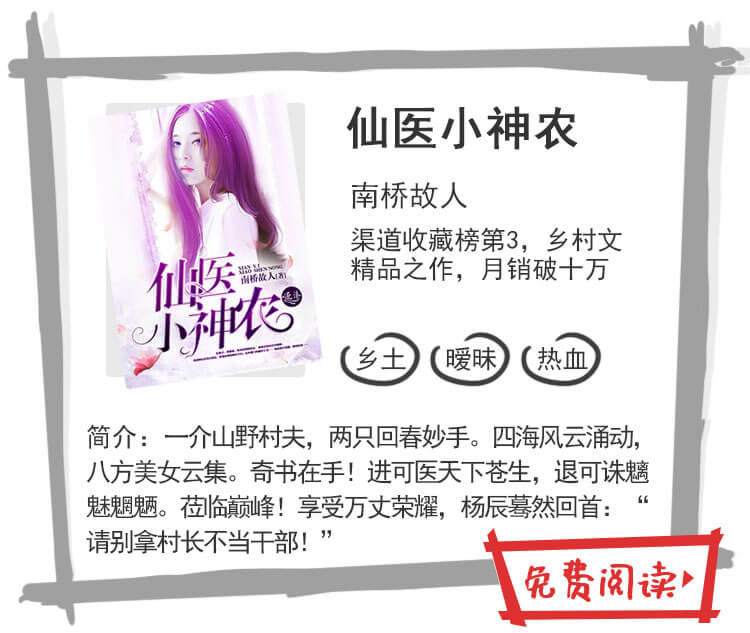 仙医小神农
南桥故人
渠道收藏榜第3，乡村文
精品之作，月销破十万
仙医
XIAN YI
XIAO SHEN NONG
南桥故人（著）
小神农
乡土 暧昧 热血
简介：一介山野村夫，两只回春妙手。四海风云涌动，
八方美女云集。奇书在手！进可医天下苍生，退可诛魑
魅魍魉。莅临巅峰！享受万丈荣耀，杨辰蓦然回首：“
请别拿村长不当干部！”
免费阅读